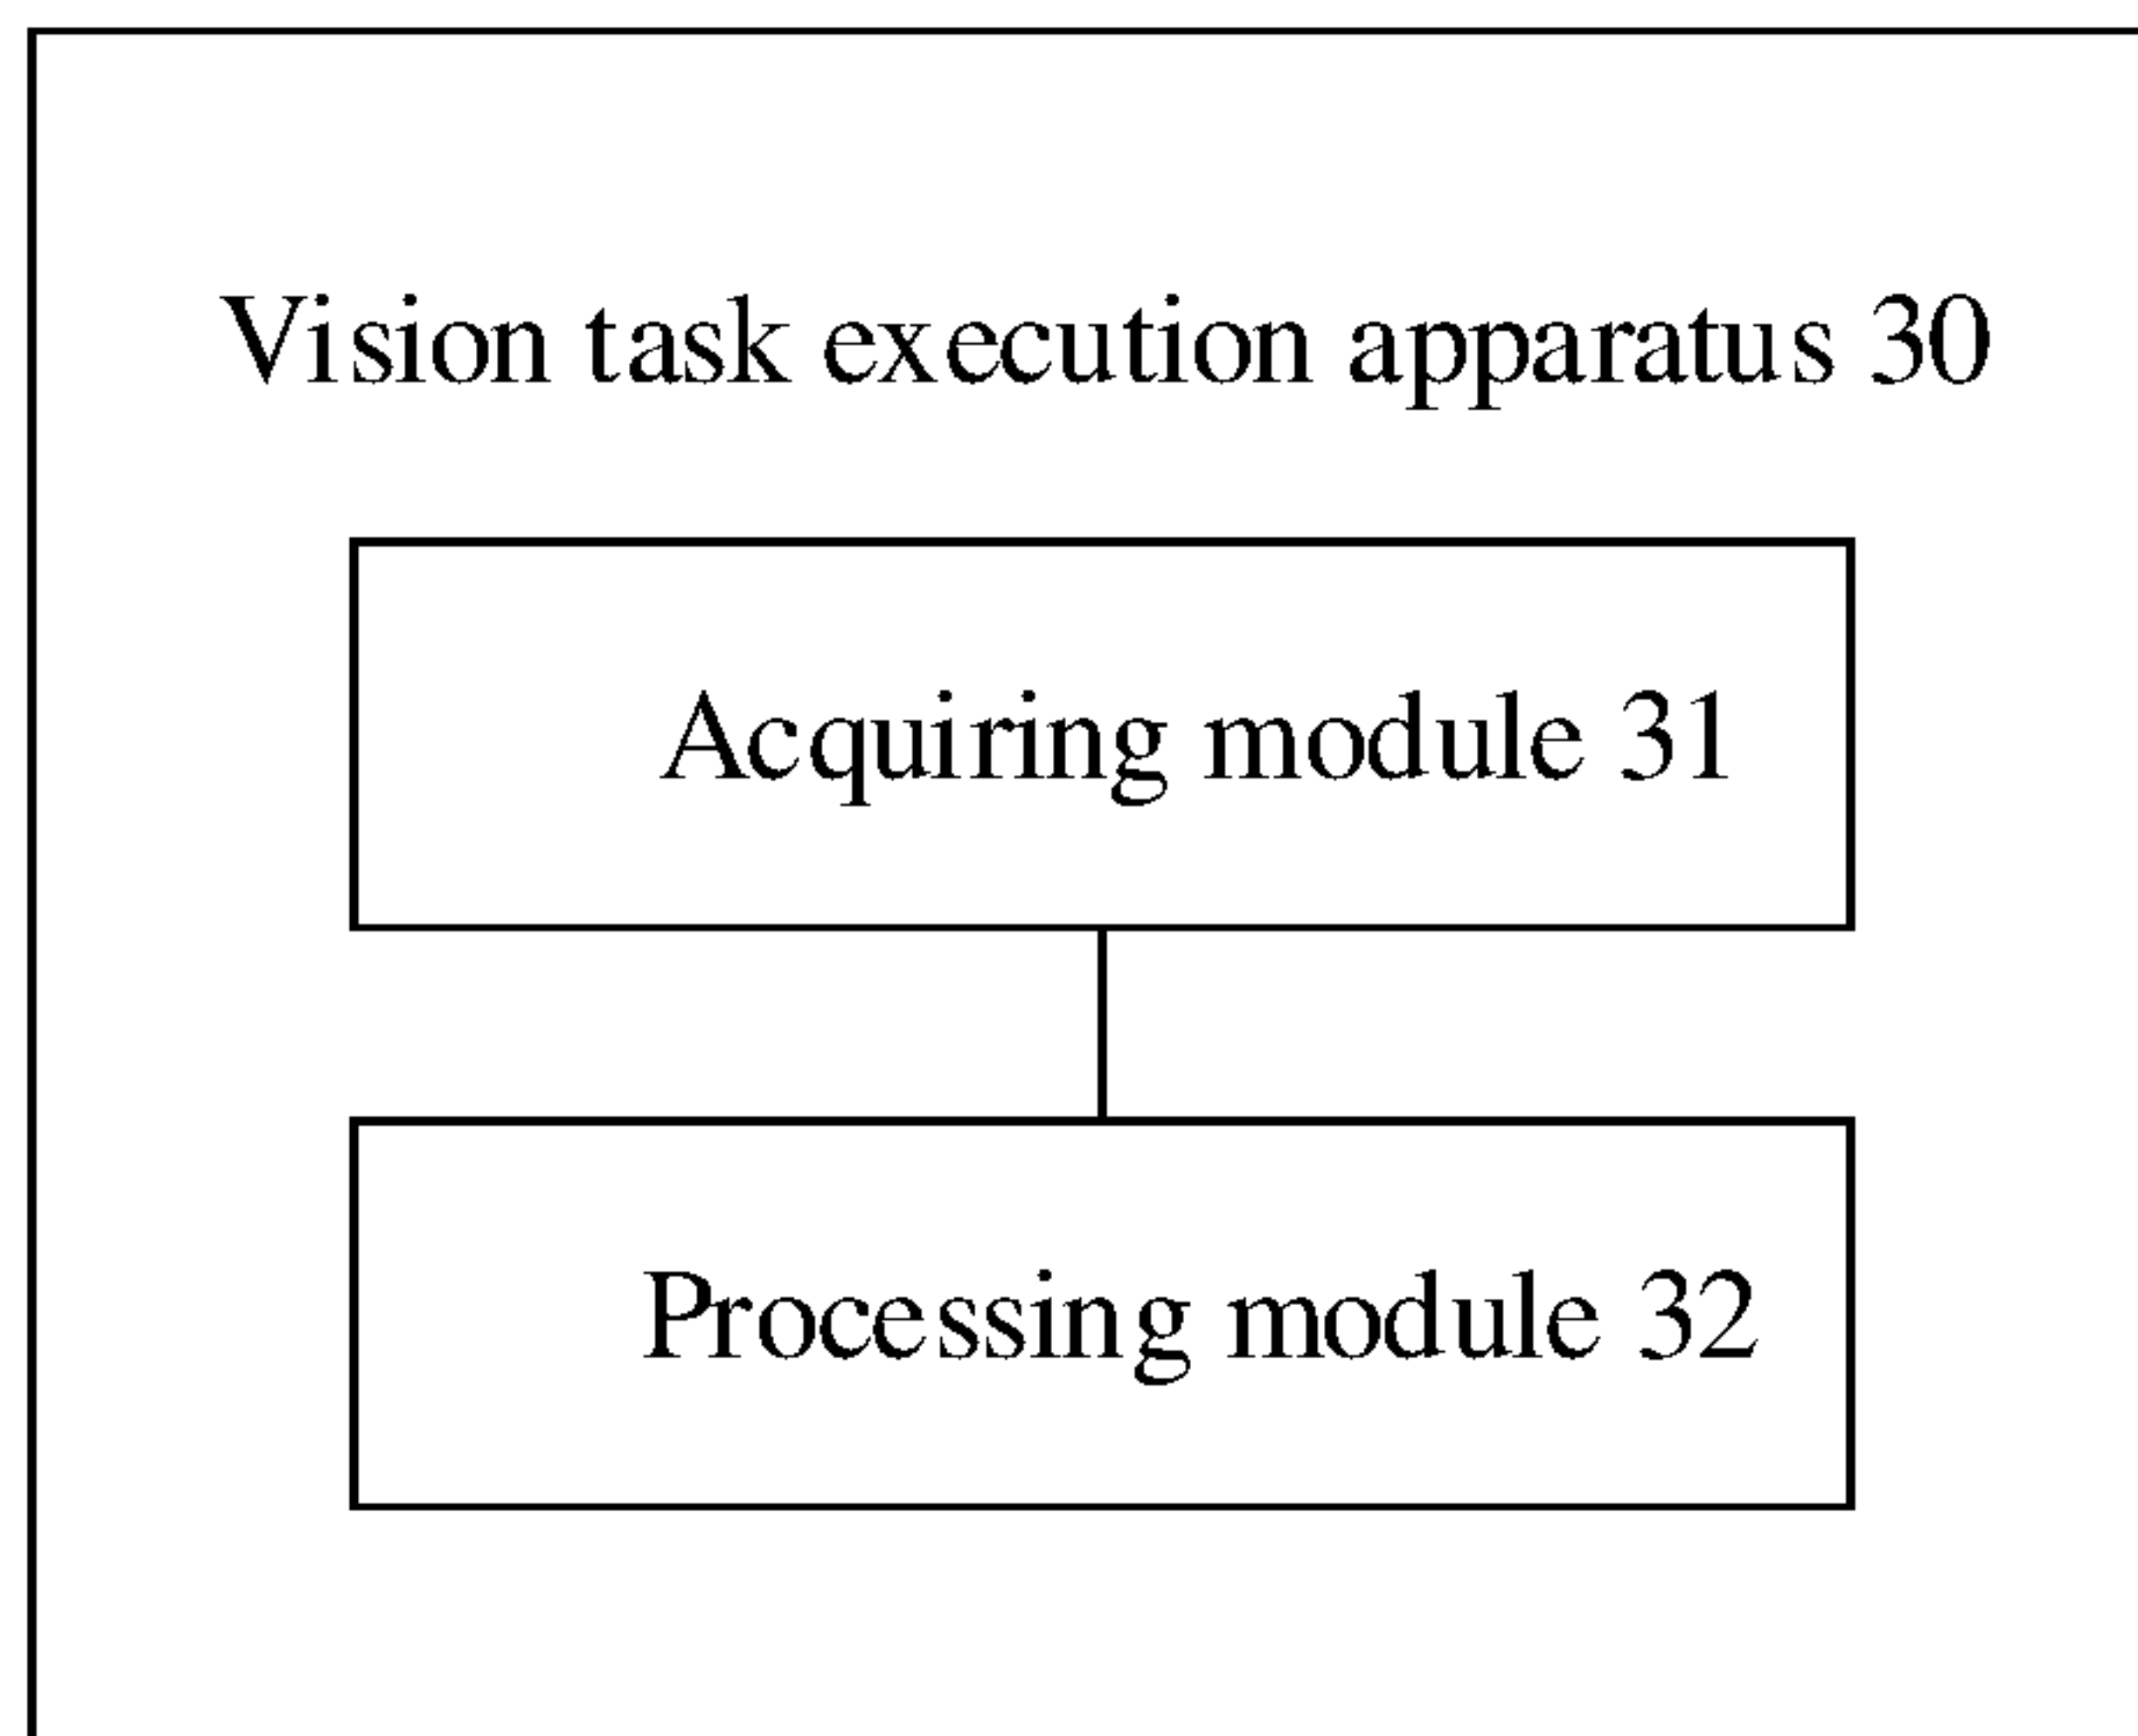 Vision task execution apparatus 30
Acquiring module 31
Processing module 32